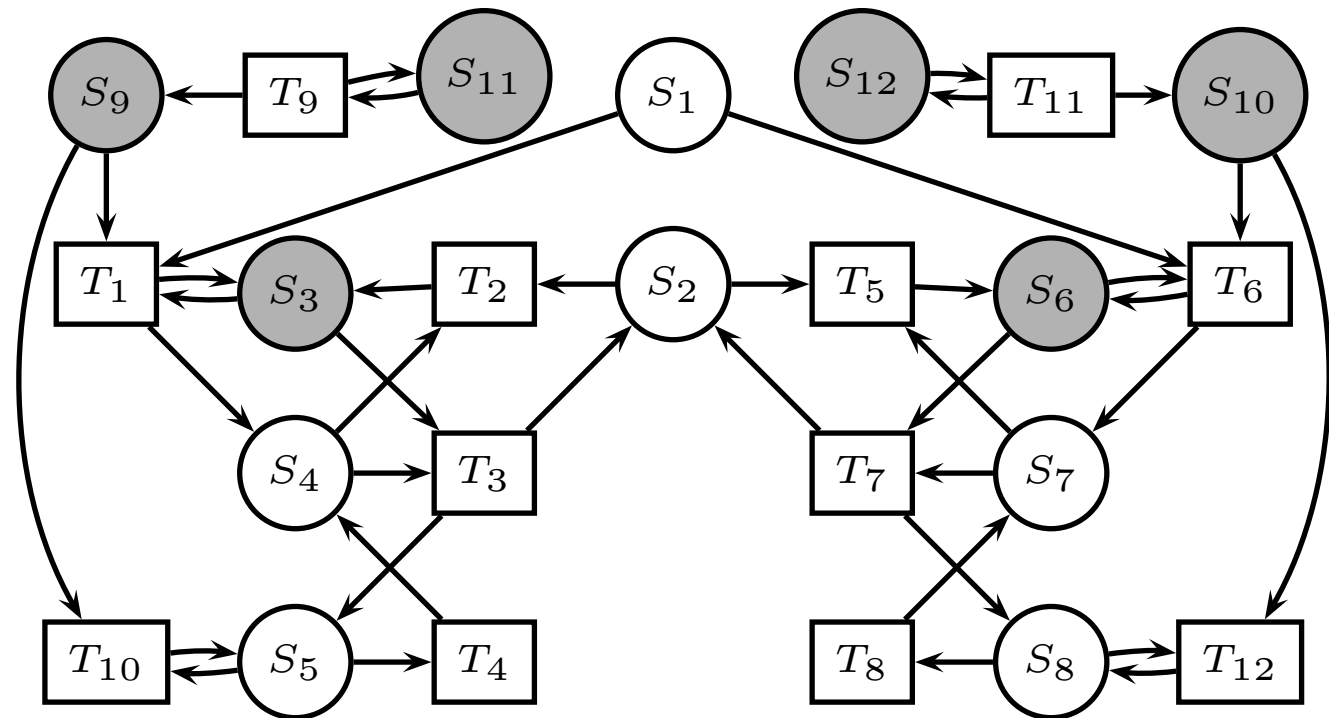 S₉ T₉ S₁₁ S₁ S₁₂ T₁₁ S₁₀
T₁ S₃ T₂ S₂ T₅ S₆ T₆
S₄ T₃ T₇ S₇
T₁₀ S₅ T₄ T₈ S₈ T₁₂